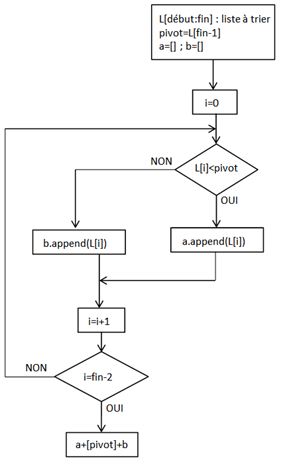 L[début:fin] : liste à trier
pivot=L[fin-1]
a=[] ; b=[]
i=0
L[i]<pivot
NON
OUI
b.append(L[i])
a.append(L[i])
i=i+1
NON
i=fin-2
OUI
a+[pivot]+b